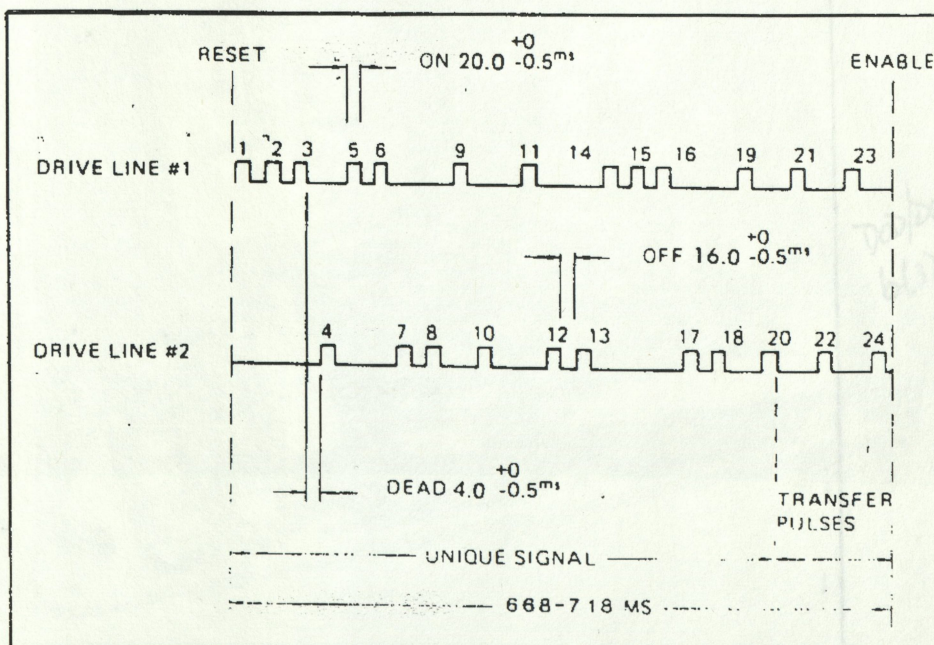 +0
RESET ON 20.0 -0.5ms ENABLE
1 2 3 5 6 9 11 14 15 16 19 21 23
DRIVE LINE #1
+0
OFF 16.0 -0.5ms
4 7 8 10 12 13 17 18 20 22 24
DRIVE LINE #2
+0
DEAD 4.0 -0.5ms
TRANSFER
PULSES
UNIQUE SIGNAL
668-718 MS